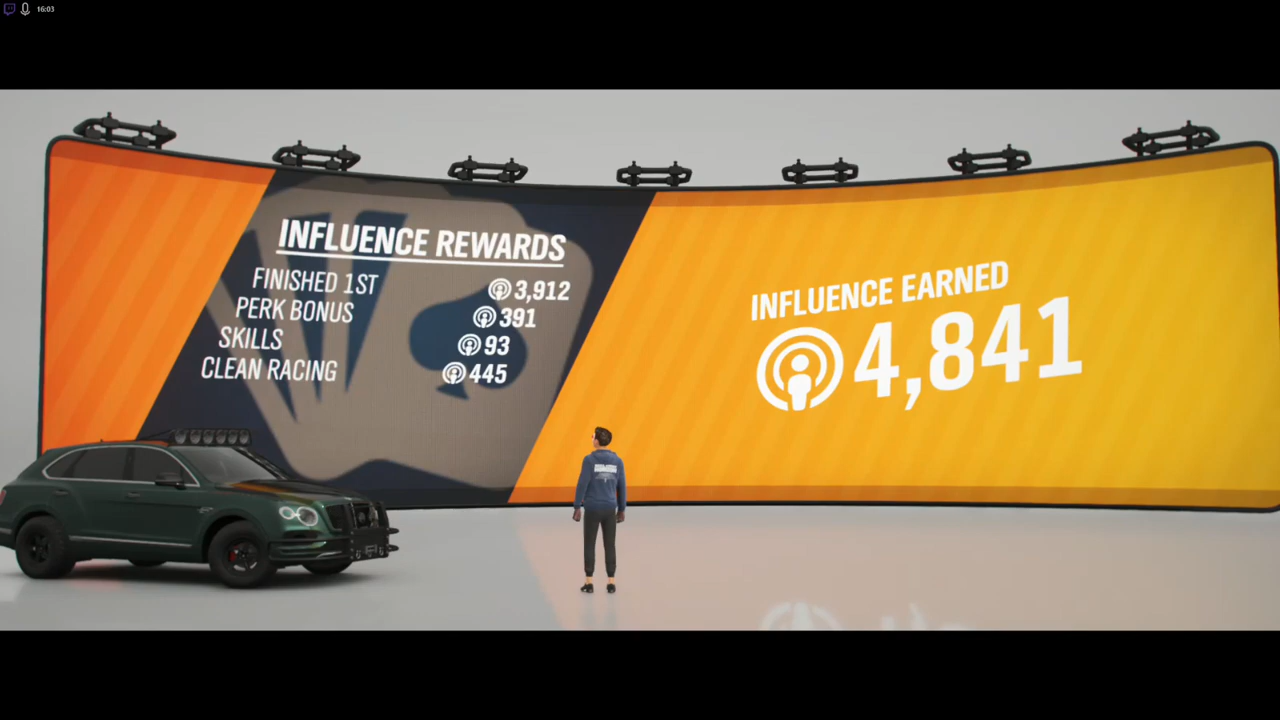 16:03
INFLUENCE REWARDS
FINISHED 1ST 3,912
PERK BONUS 391
SKILLS 93
CLEAN RACING 445
INFLUENCE EARNED
4,841